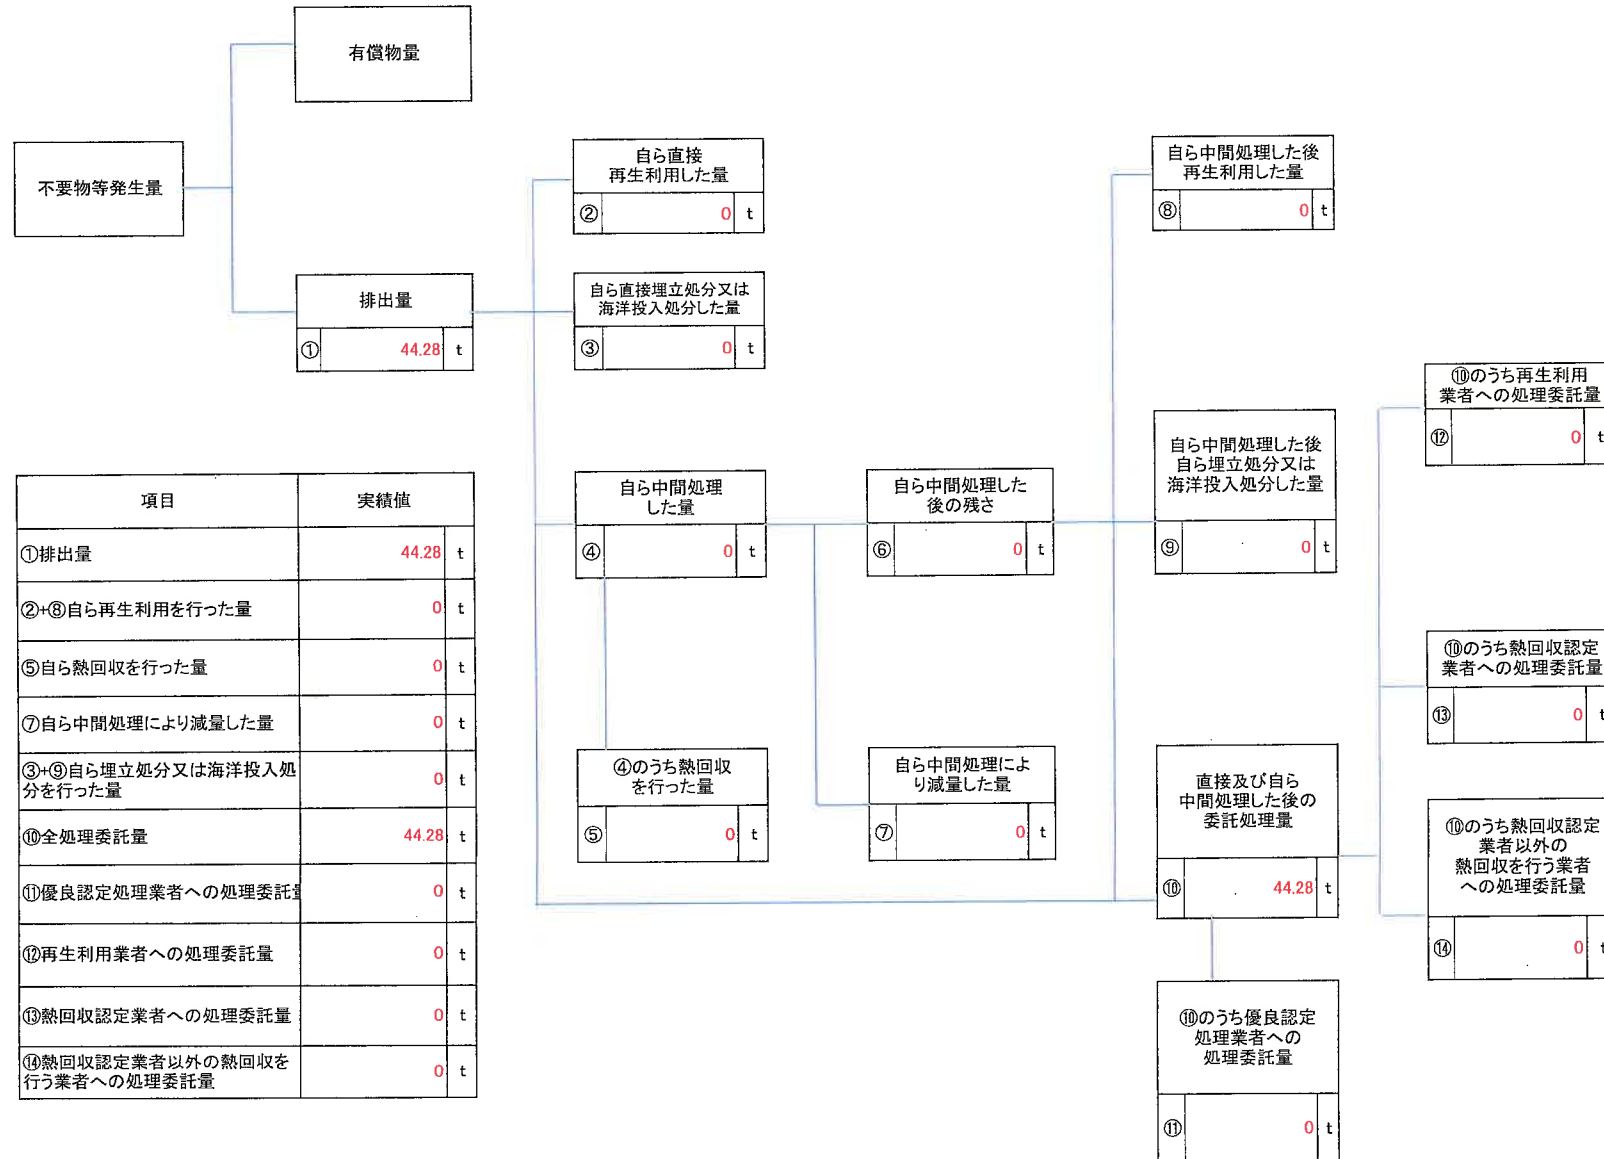 有償物量
不要物等発生量
排出量
① 44.28 t
自ら直接
再生利用した量
② 0 t
自ら直接埋立処分又は
海洋投入処分した量
③ 0 t
自ら中間処理
した量
④ 0 t
④のうち熱回収
を行った量
⑤ 0 t
自ら中間処理した
後の残さ
⑥ 0 t
自ら中間処理によ
り減量した量
⑦ 0 t
自ら中間処理した後
再生利用した量
⑧ 0 t
自ら中間処理した後
自ら埋立処分又は
海洋投入処分した量
⑨ 0 t
直接及び自ら
中間処理した後の
委託処理量
⑩ 44.28 t
⑩のうち優良認定
処理業者への
処理委託量
⑪ 0 t
⑩のうち再生利用
業者への処理委託量
⑫ 0 t
⑩のうち熱回収認定
業者への処理委託量
⑬ 0 t
⑩のうち熱回収認定
業者以外の
熱回収を行う業者
への処理委託量
⑭ 0 t
項目 実績値
①排出量 44.28 t
②+⑧自ら再生利用を行った量 0 t
⑤自ら熱回収を行った量 0 t
⑦自ら中間処理により減量した量 0 t
③+⑨自ら埋立処分又は海洋投入処
分を行った量 0 t
⑩全処理委託量 44.28 t
⑪優良認定処理業者への処理委託量 0 t
⑫再生利用業者への処理委託量 0 t
⑬熱回収認定業者への処理委託量 0 t
⑭熱回収認定業者以外の熱回収を
行う業者への処理委託量 0 t